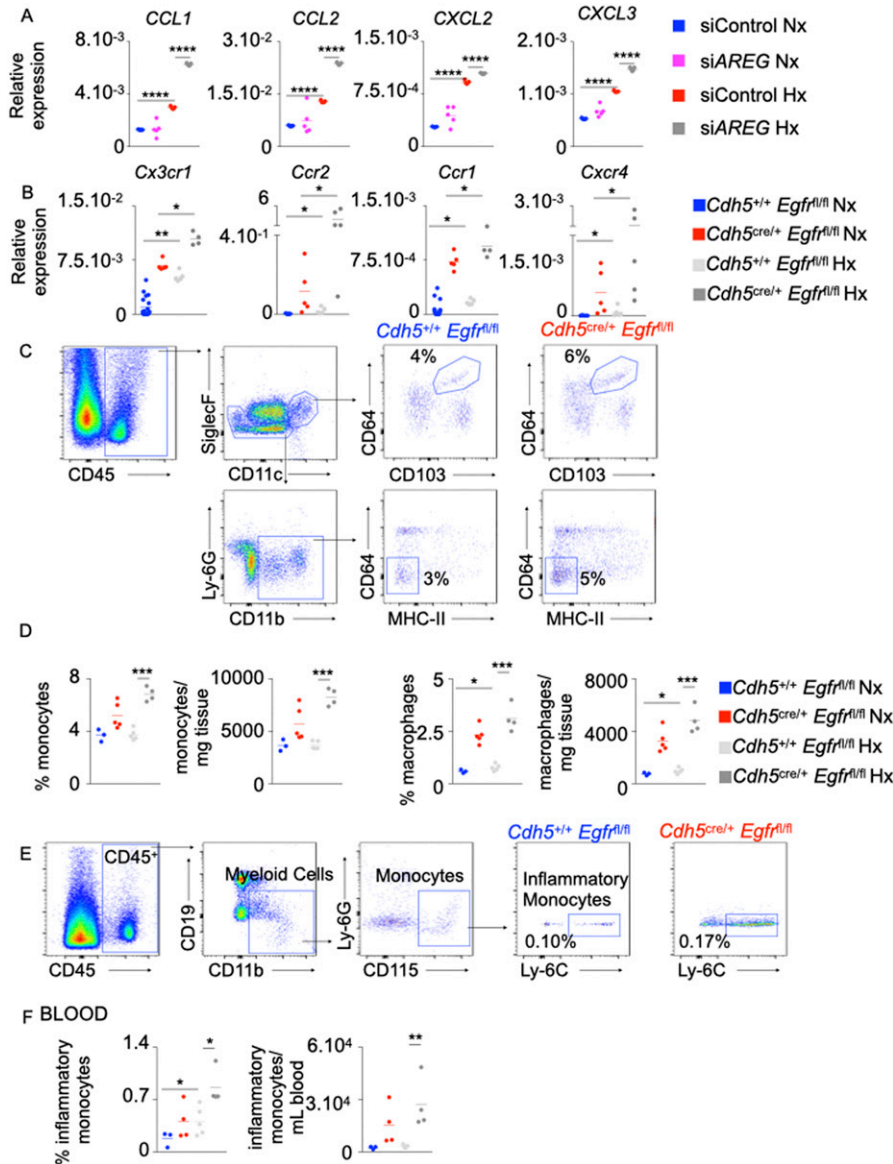 A
CCL1 CCL2 CXCL2 CXCL3
Relative expression
8.10⁻³ 3.10⁻² 1.5.10⁻³ 2.10⁻³
**** **** **** ****
4.10⁻³ 1.5.10⁻² 7.5.10⁻⁴ 1.10⁻³
**** **** **** ****
0 0 0 0
siControl Nx
siAREG Nx
siControl Hx
siAREG Hx
B
Cx3cr1 Ccr2 Ccr1 Cxcr4
Relative expression
1.5.10⁻² 6 1.5.10⁻³ 3.10⁻³
* * * *
4.10⁻¹
** * * *
7.5.10⁻³ 7.5.10⁻⁴ 1.5.10⁻³
0 0 0 0
Cdh5⁺/⁺ Egfrᶠˡ/ᶠˡ Nx
Cdh5ᶜʳᵉ/⁺ Egfrᶠˡ/ᶠˡ Nx
Cdh5⁺/⁺ Egfrᶠˡ/ᶠˡ Hx
Cdh5ᶜʳᵉ/⁺ Egfrᶠˡ/ᶠˡ Hx
Cdh5⁺/⁺ Egfrᶠˡ/ᶠˡ Cdh5ᶜʳᵉ/⁺ Egfrᶠˡ/ᶠˡ
C
4% 6%
SiglecF CD64 CD64
CD45 CD11c CD103 CD103
Ly-6G CD64 CD64
3% 5%
CD11b MHC-II MHC-II
D
% monocytes
8 4 0
***
monocytes/ mg tissue
10000 5000 0
***
% macrophages
5 2.5 0
* ***
macrophages/ mg tissue
8000 4000 0
* ***
Cdh5⁺/⁺ Egfrᶠˡ/ᶠˡ Nx
Cdh5ᶜʳᵉ/⁺ Egfrᶠˡ/ᶠˡ Nx
Cdh5⁺/⁺ Egfrᶠˡ/ᶠˡ Hx
Cdh5ᶜʳᵉ/⁺ Egfrᶠˡ/ᶠˡ Hx
Cdh5⁺/⁺ Egfrᶠˡ/ᶠˡ Cdh5ᶜʳᵉ/⁺ Egfrᶠˡ/ᶠˡ
E
CD45⁺
Myeloid Cells Monocytes Inflammatory
Monocytes
CD19 Ly-6G
0.10% 0.17%
CD45 CD11b CD115 Ly-6C Ly-6C
F BLOOD
% inflammatory monocytes
1.4 0.7 0
* *
inflammatory monocytes/ mL blood
6.10⁴ 3.10⁴ 0
**